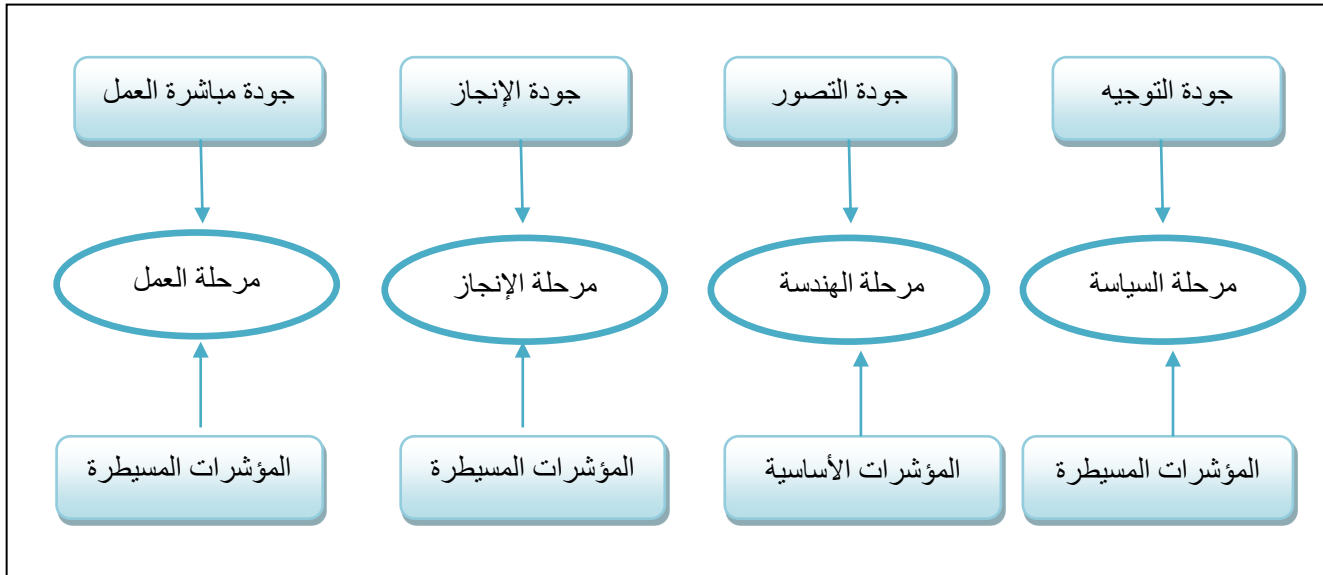 جودة التوجيه
جودة التصور
جودة الإنجاز
جودة مباشرة العمل
مرحلة السياسة
مرحلة الهندسة
مرحلة الإنجاز
مرحلة العمل
المؤشرات المسيطرة
المؤشرات الأساسية
المؤشرات المسيطرة
المؤشرات المسيطرة